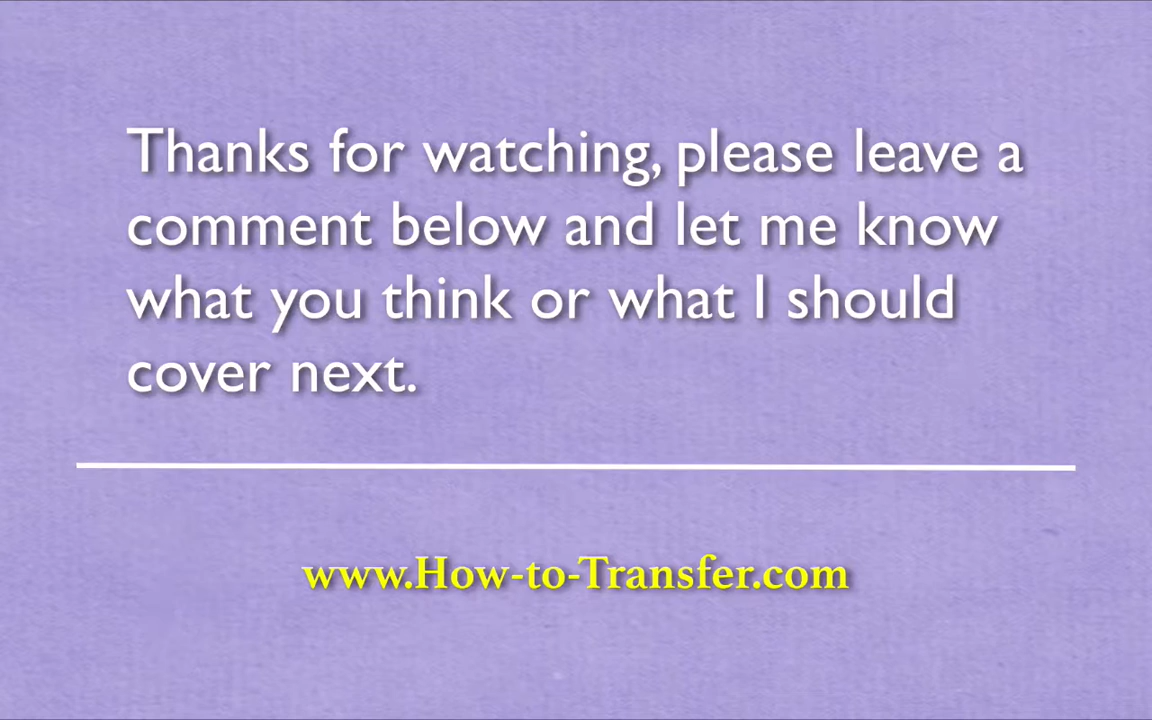 Thanks for watching, please leave a
comment below and let me know
what you think or what I should
cover next.
www.How-to-Transfer.com